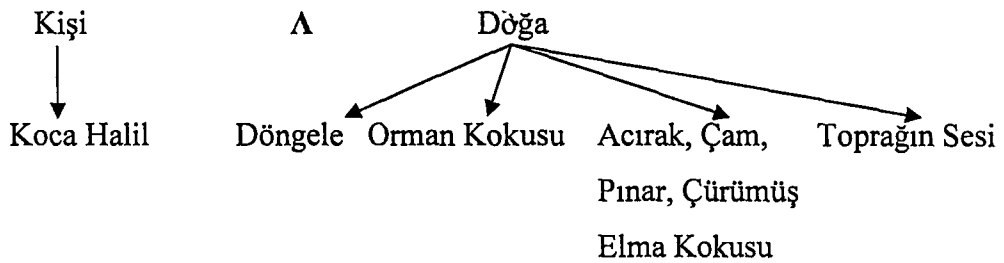 Kişi Λ Doğa
Koca Halil Döngele Orman Kokusu Acırak, Çam, Toprağın Sesi
Pınar, Çürümüş
Elma Kokusu